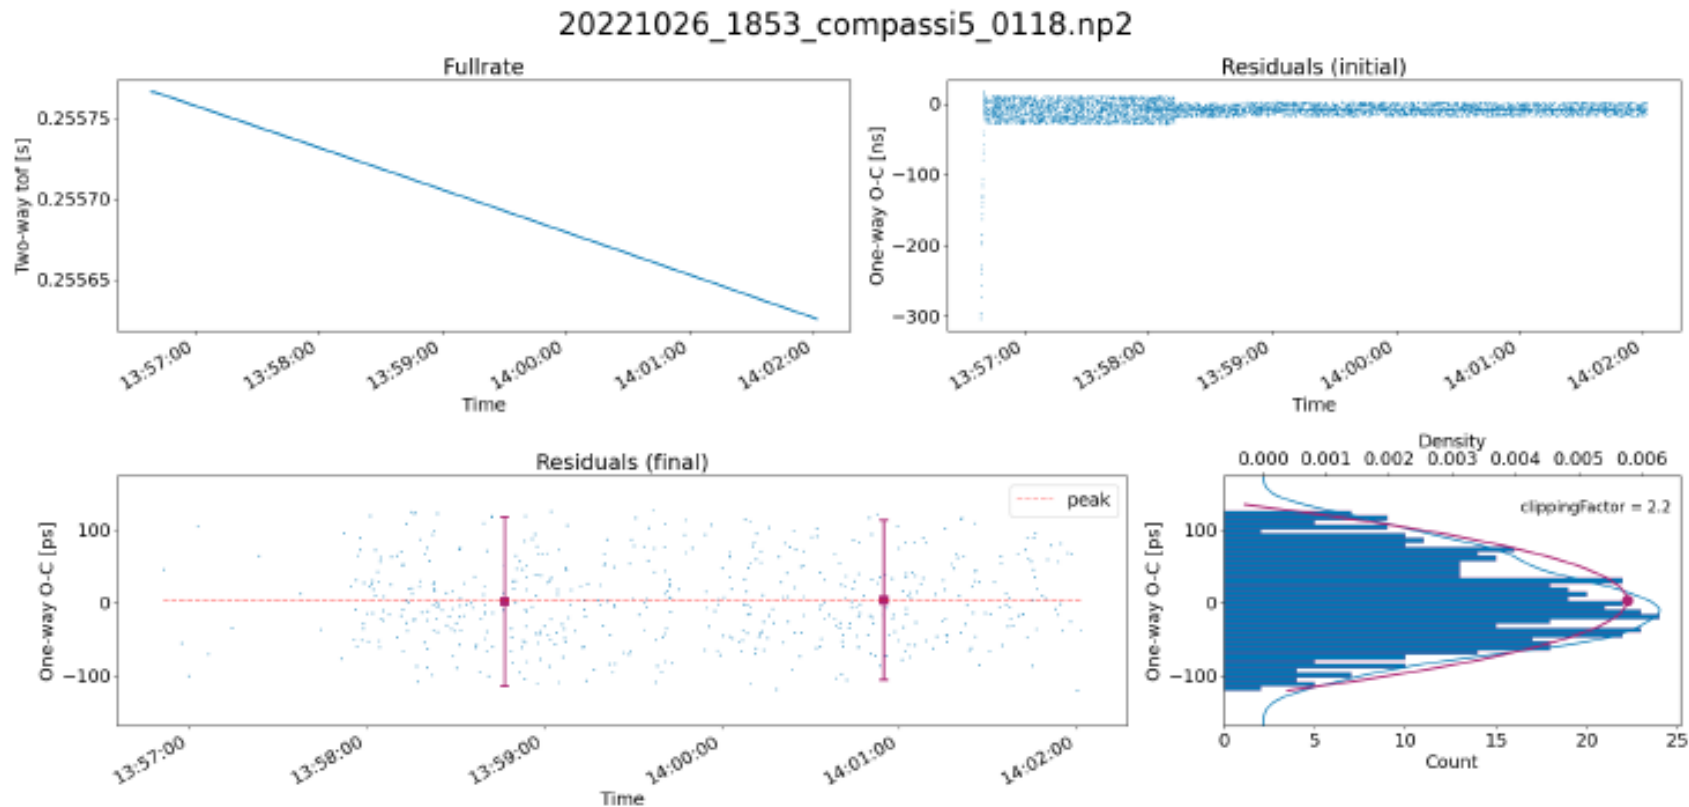 20221026_1853_compassi5_0118.np2
Fullrate
Two-way tof [s]
0.25575
0.25570
0.25565
13:57:00 13:58:00 13:59:00 14:00:00 14:01:00 14:02:00
Time
Residuals (initial)
One-way O-C [ns]
0
−100
−200
−300
13:57:00 13:58:00 13:59:00 14:00:00 14:01:00 14:02:00
Time
Residuals (final)
peak
One-way O-C [ps]
100
0
−100
13:57:00 13:58:00 13:59:00 14:00:00 14:01:00 14:02:00
Time
Density
0.000 0.001 0.002 0.003 0.004 0.005 0.006
clippingFactor = 2.2
One-way O-C [ps]
100
0
−100
0 5 10 15 20 25
Count